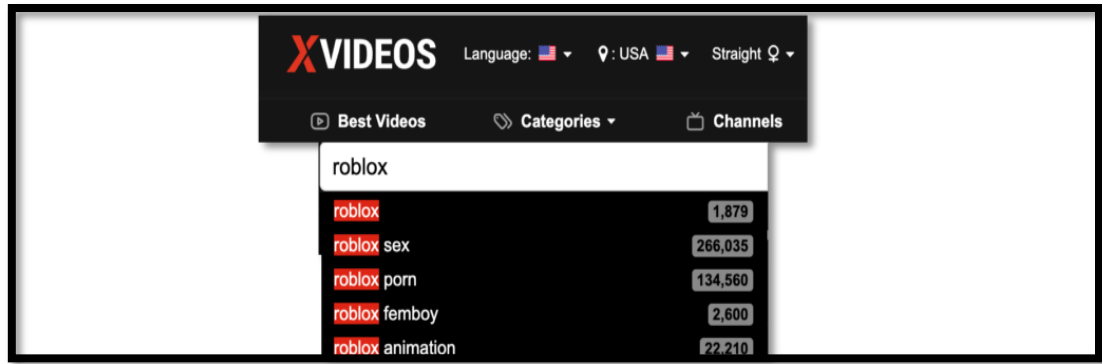 XVIDEOS Language: : USA Straight ♀
Best Videos Categories Channels
roblox
roblox 1,879
roblox sex 266,035
roblox porn 134,560
roblox femboy 2,600
roblox animation 22,210